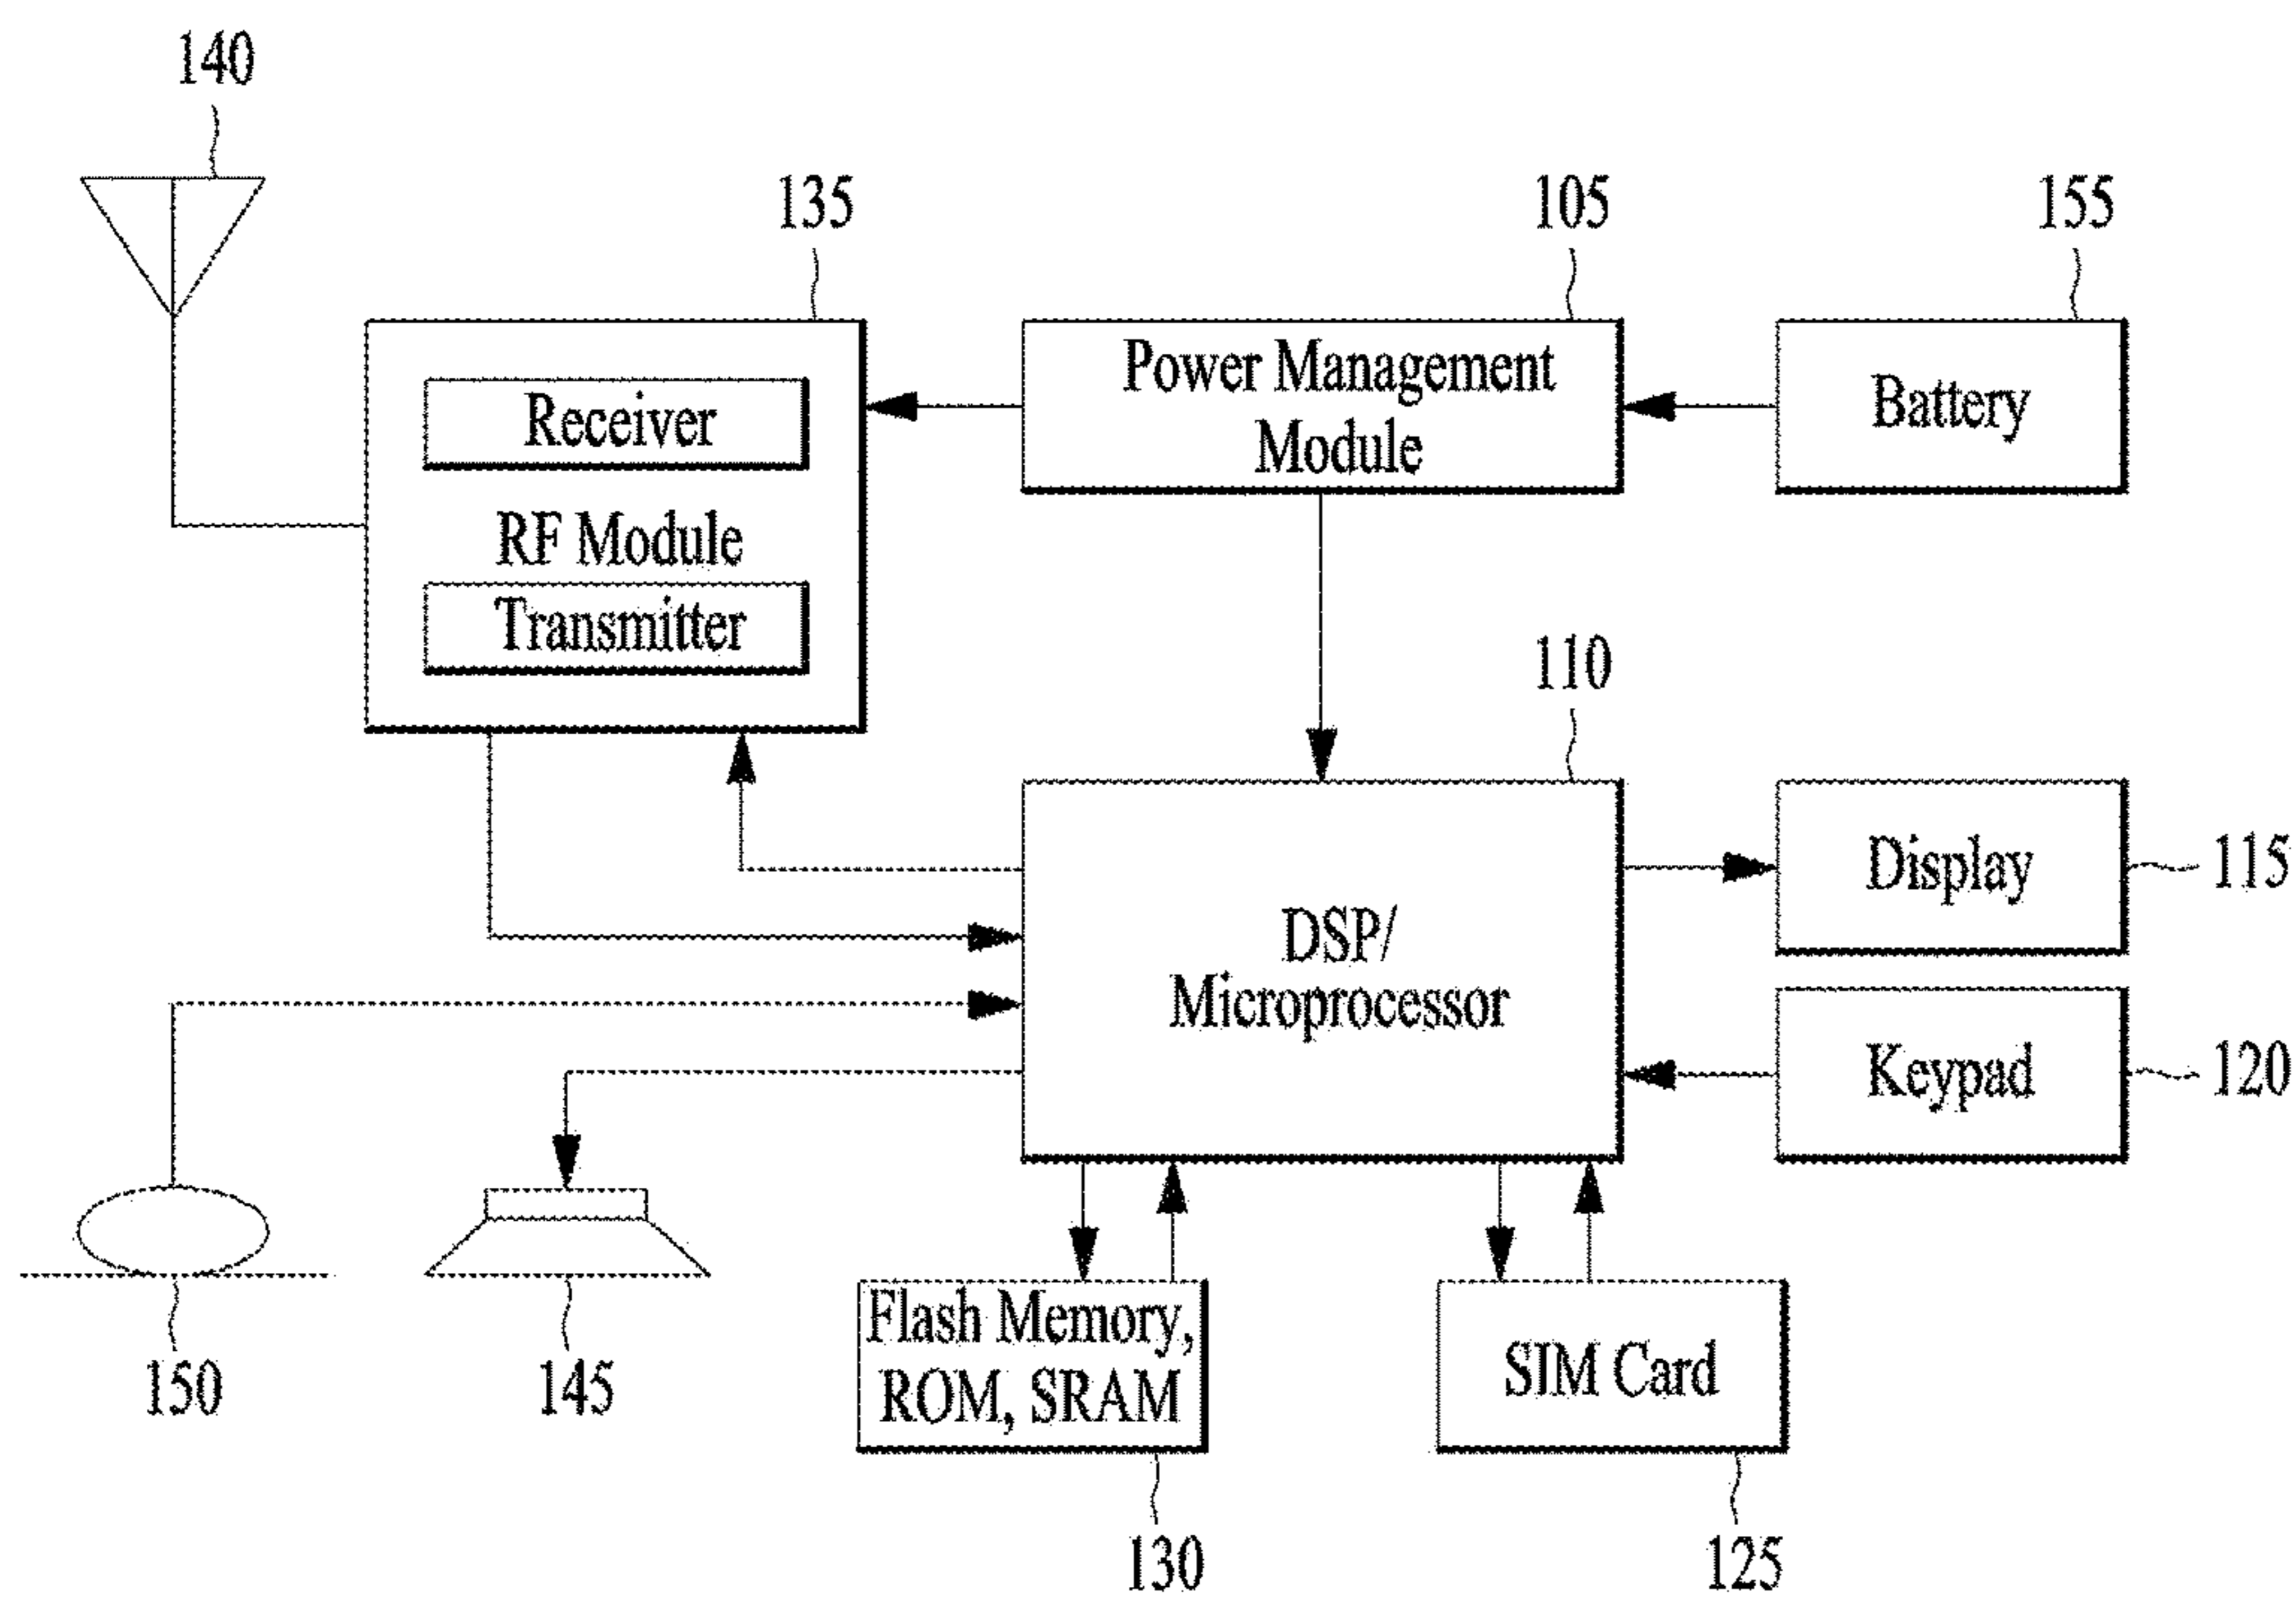 140
135
105
155
Receiver
RF Module
Transmitter
Power Management
Module
Battery
110
DSP/
Microprocessor
Display
115
Keypad
120
150
145
Flash Memory,
ROM, SRAM
SIM Card
130
125